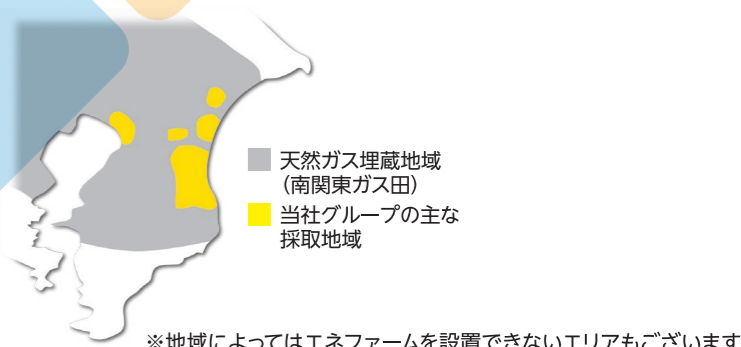 天然ガス埋蔵地域
（南関東ガス田）
当社グループの主な
採取地域
※地域によってはエネファームを設置できないエリアもございます